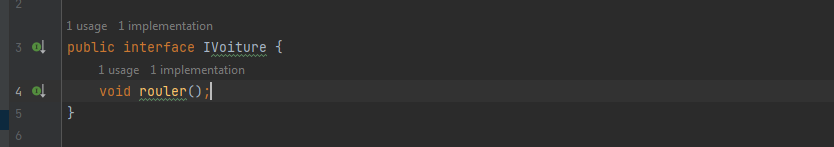 2
1 usage   1 implementation
3 public interface IVoiture {
1 usage   1 implementation
4 void rouler();
5 }
6